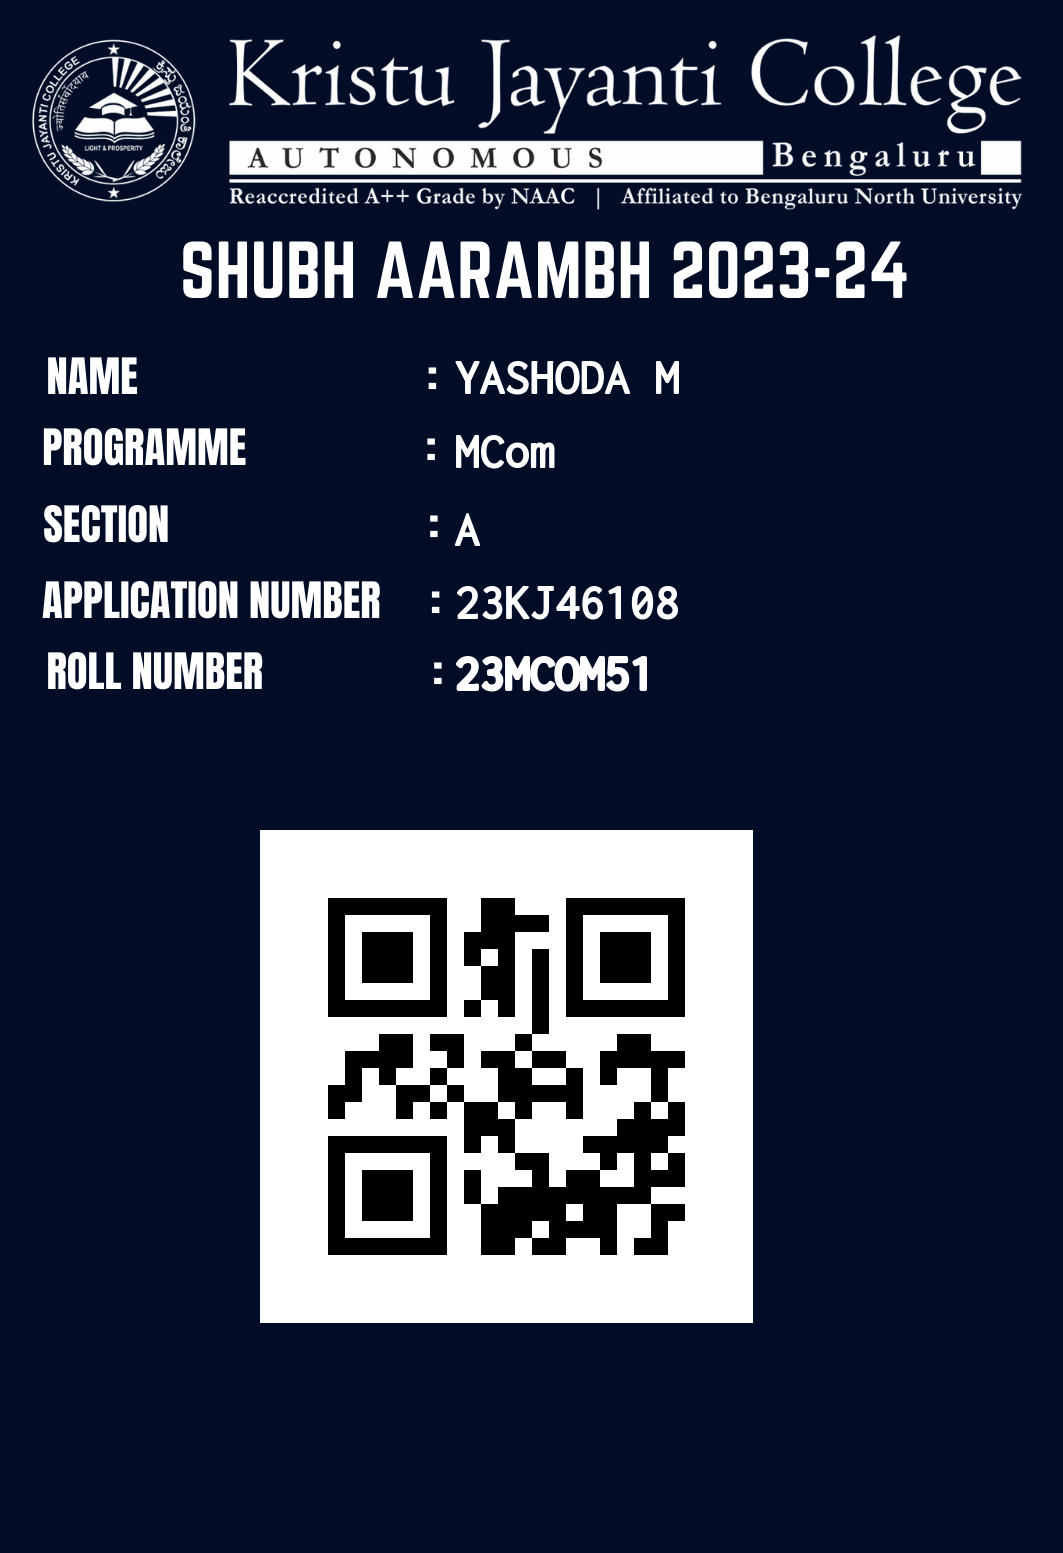 Kristu Jayanti College
AUTONOMOUS Bengaluru
Reaccredited A++ Grade by NAAC | Affiliated to Bengaluru North University
KRISTU JAYANTI COLLEGE
LIGHT & PROSPERITY
SHUBH AARAMBH 2023-24
NAME : YASHODA M
PROGRAMME : MCom
SECTION : A
APPLICATION NUMBER : 23KJ46108
ROLL NUMBER : 23MCOM51